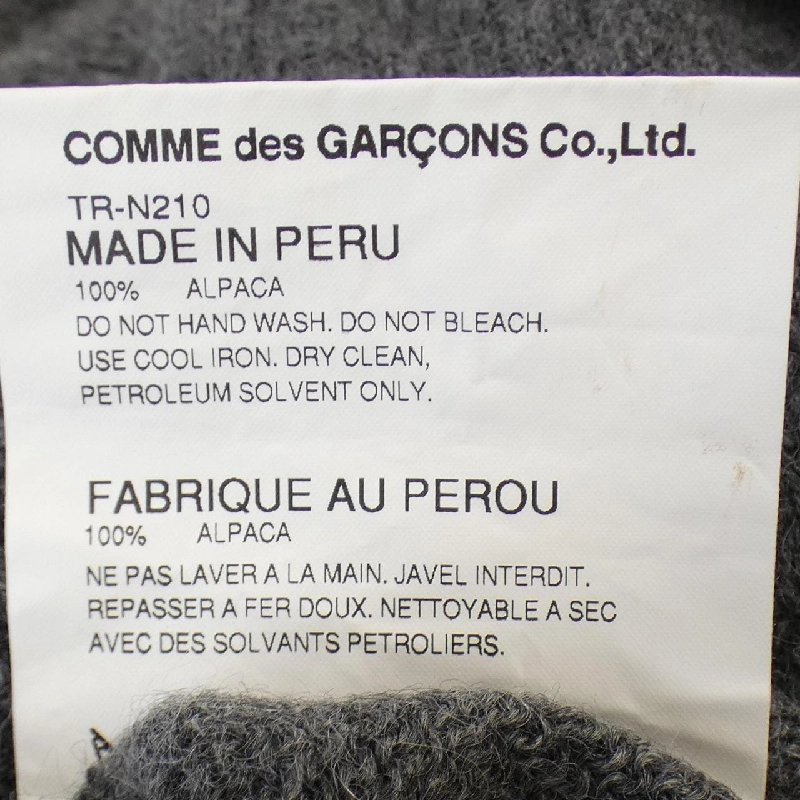 COMME des GARÇONS Co.,Ltd.
TR-N210
MADE IN PERU
100% ALPACA
DO NOT HAND WASH. DO NOT BLEACH.
USE COOL IRON. DRY CLEAN,
PETROLEUM SOLVENT ONLY.
FABRIQUE AU PEROU
100% ALPACA
NE PAS LAVER A LA MAIN. JAVEL INTERDIT.
REPASSER A FER DOUX. NETTOYABLE A SEC
AVEC DES SOLVANTS PETROLIERS.